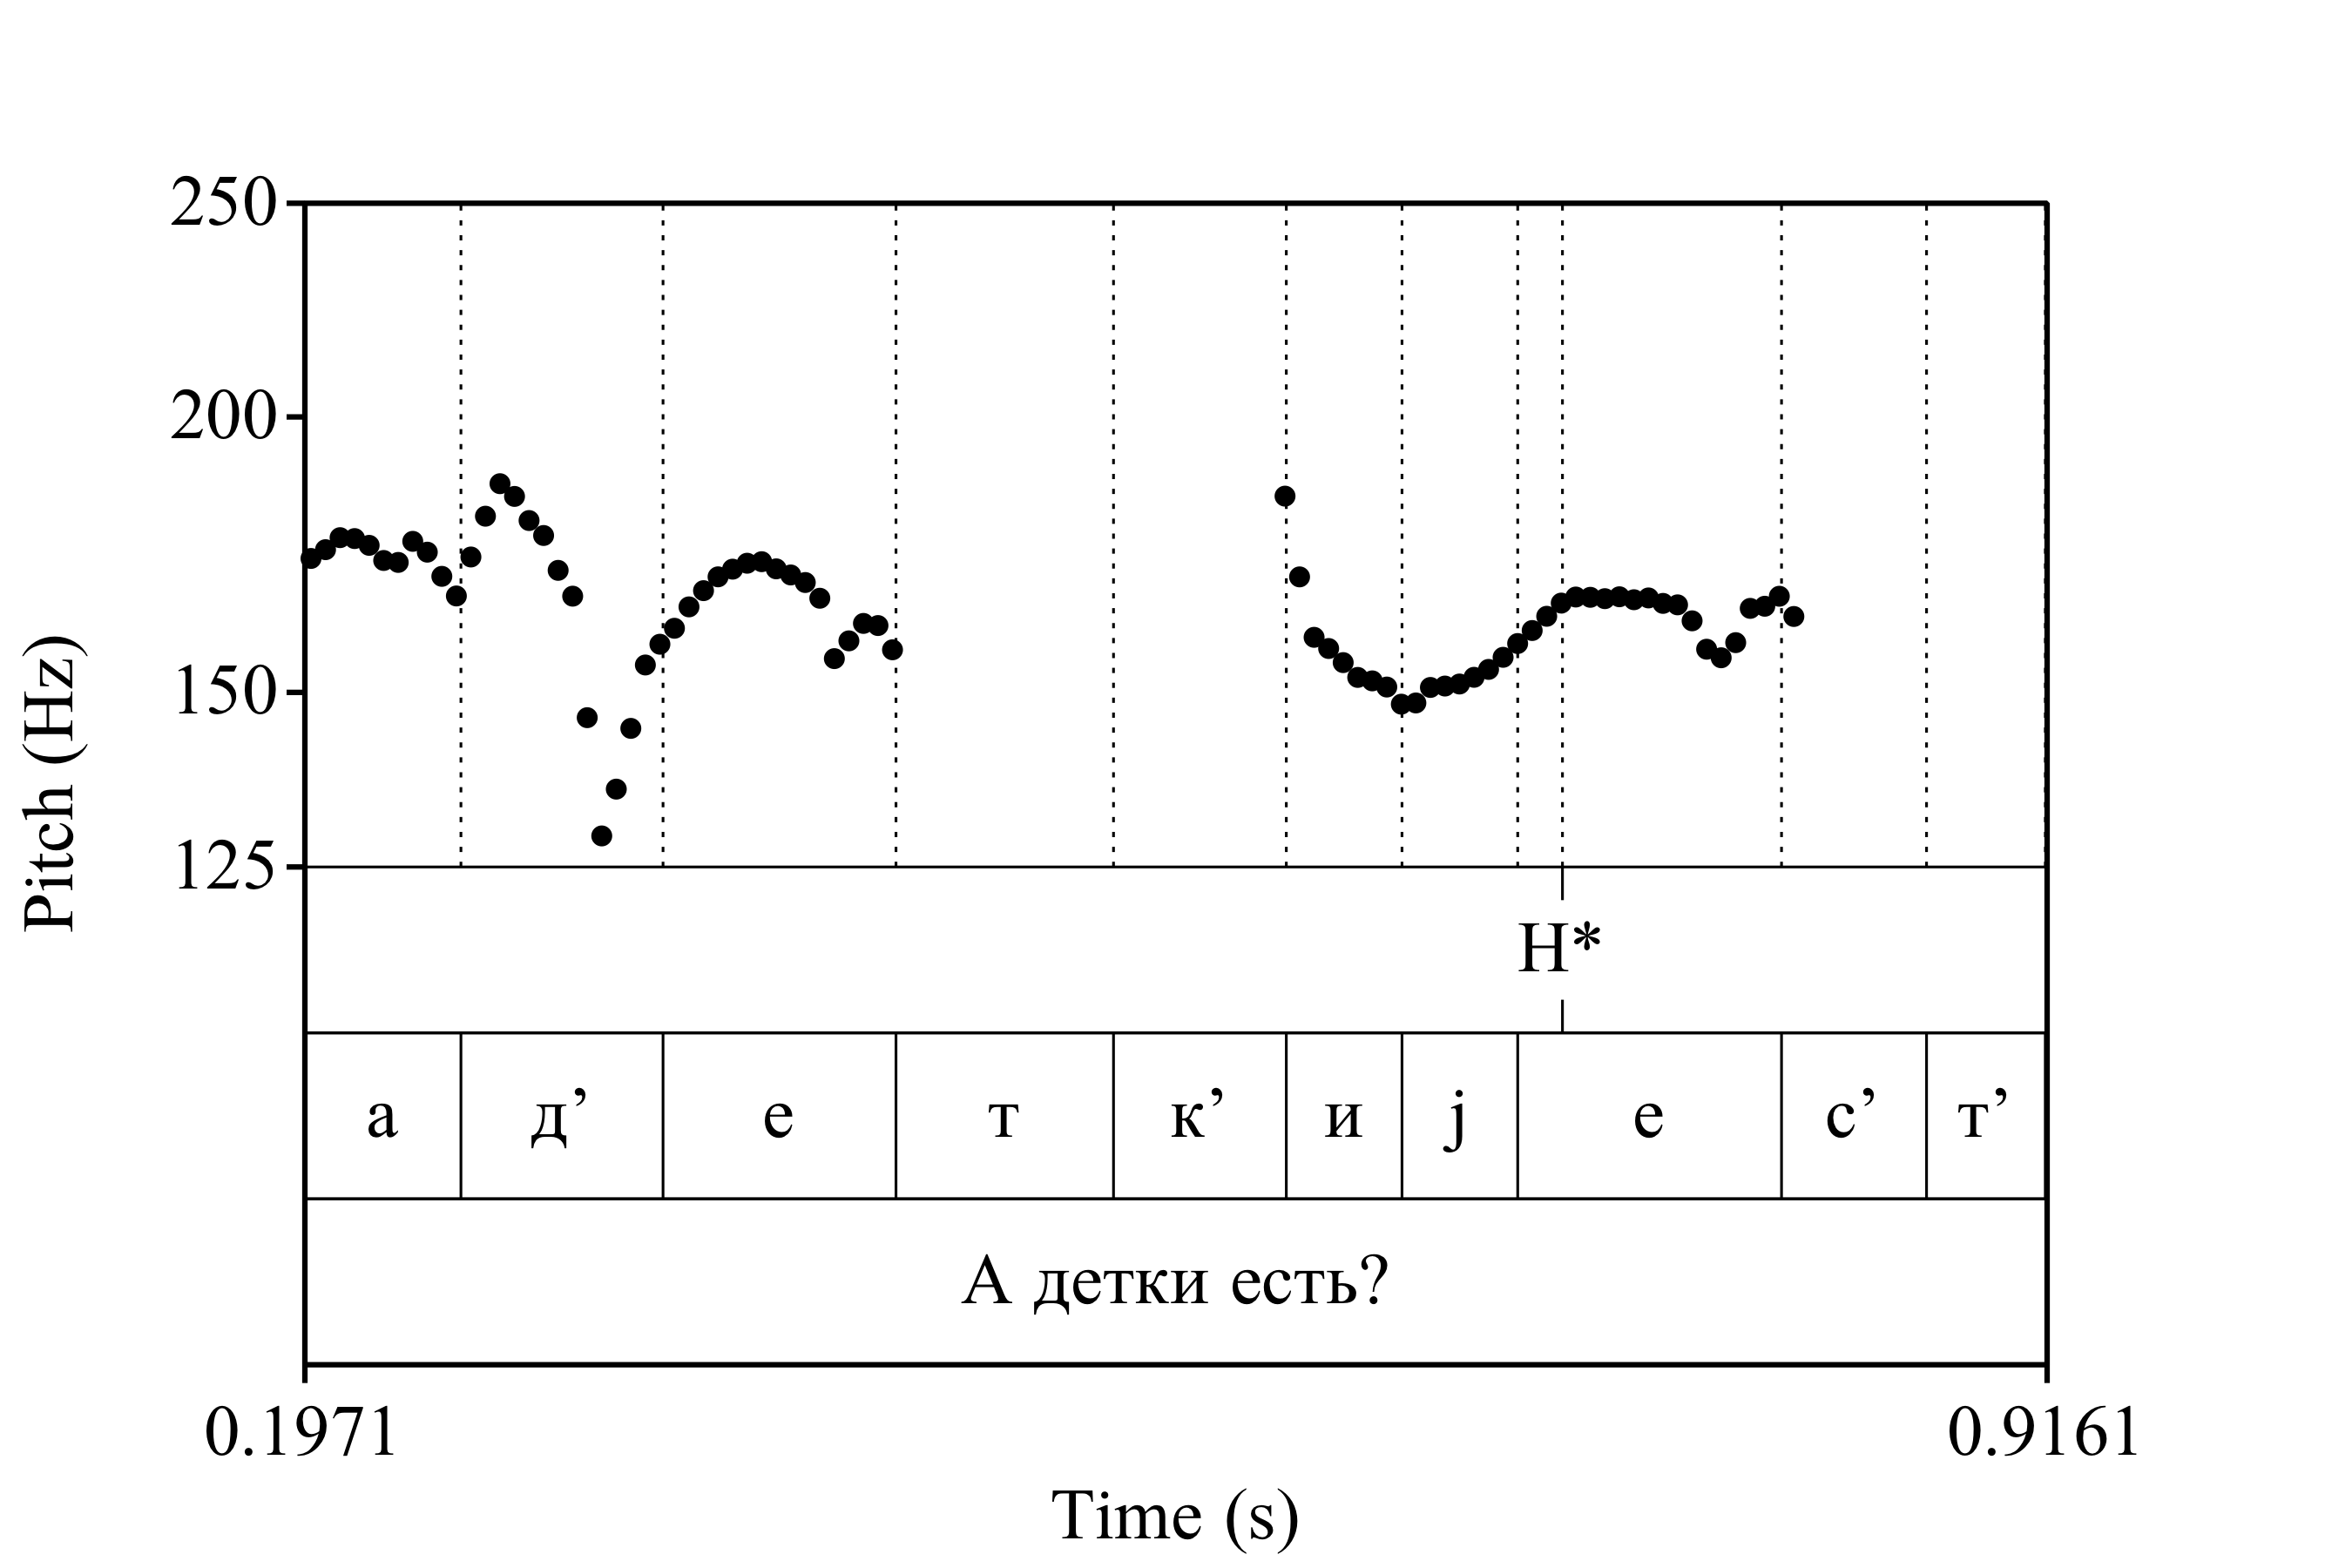 250
200
150
125
Pitch (Hz)
H*
а д’ е т к’ и j е с’ т’
А детки есть?
0.1971 0.9161
Time (s)